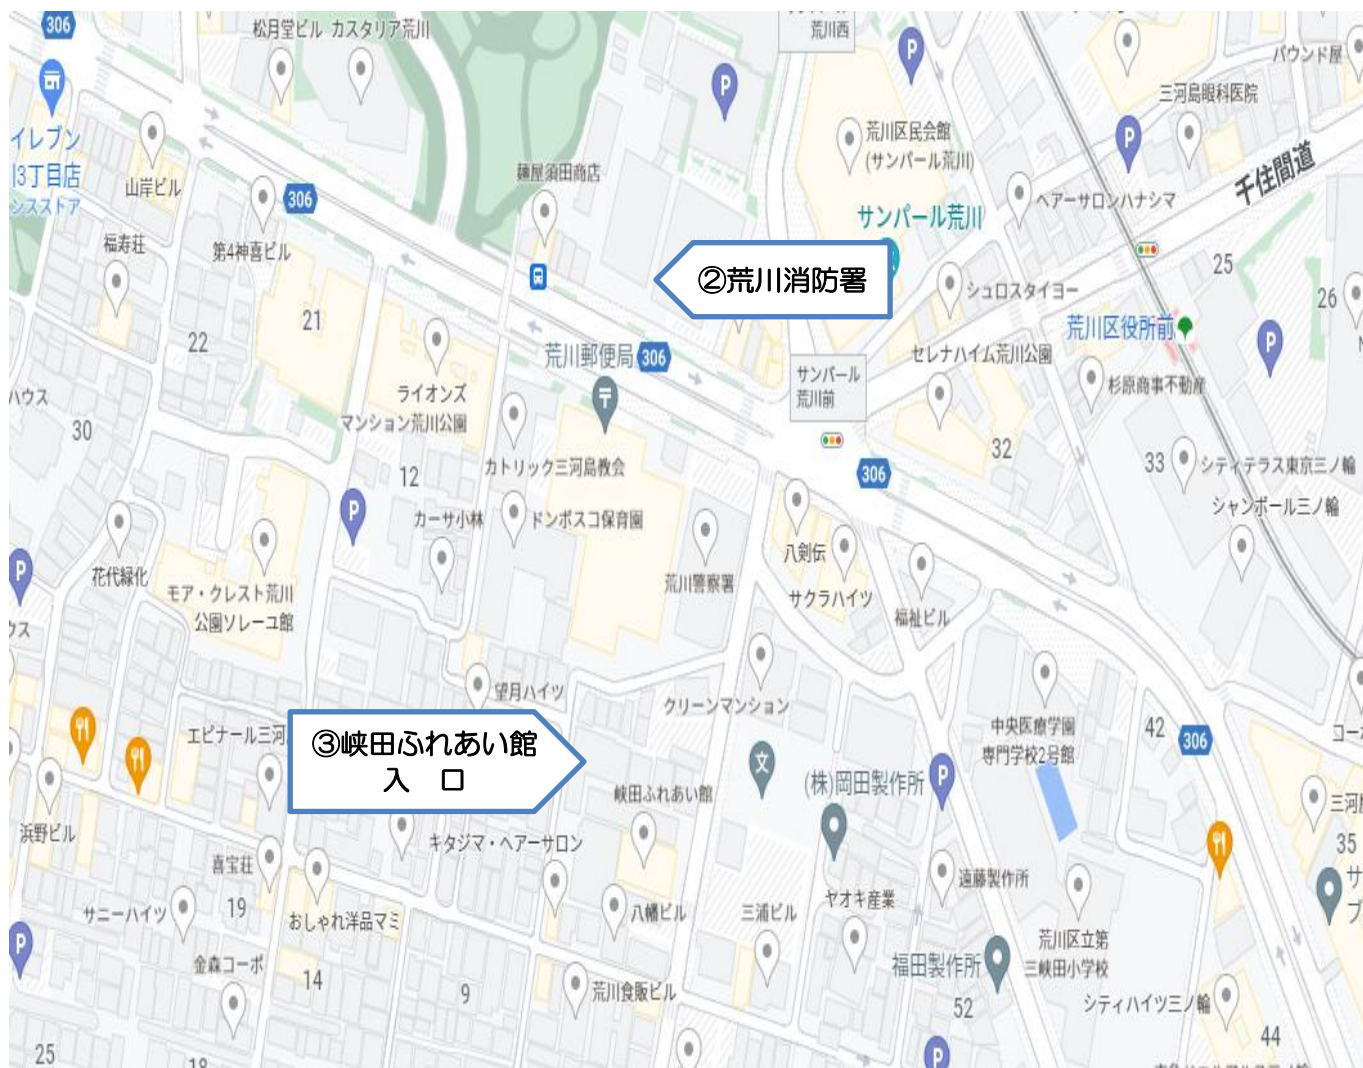 306
松月堂ビル
カスタリア荒川
荒川西
P
P
パウンド屋
三河島眼科医院
イレブン
3丁目店
ンスストア
山岸ビル
306
麺屋須田商店
荒川区民会館
(サンパール荒川)
P
千住間道
サンパール荒川
ヘアーサロンハナシマ
福寿荘
第4神喜ビル
②荒川消防署
シュロスタイヨー
25
26
22
21
荒川郵便局
306
サンパール
荒川前
セレナハイム荒川公園
荒川区役所前
P
杉原商事不動産
ハウス
30
ライオンズ
マンション荒川公園
12
カトリック三河島教会
306
32
33
シティテラス東京三ノ輪
シャンボール三ノ輪
P
カーサ小林
ドンボスコ保育園
荒川警察署
八剣伝
サクラハイツ
福祉ビル
P
花代緑化
モア・クレスト荒川
公園ソレーユ館
ウス
望月ハイツ
クリーンマンション
中央医療学園
専門学校2号館
42
306
コーポ
エピナール三河
③峡田ふれあい館
入 口
文
(株)岡田製作所
P
峡田ふれあい館
三河
浜野ビル
キタジマ・ヘアーサロン
35
喜宝荘
遠藤製作所
サ
プ
サニーハイツ
19
おしゃれ洋品マミ
八幡ビル
三浦ビル
ヤオキ産業
荒川区立第
三峡田小学校
P
金森コーポ
14
9
荒川食販ビル
福田製作所
52
シティハイツ三ノ輪
44
25
18
P